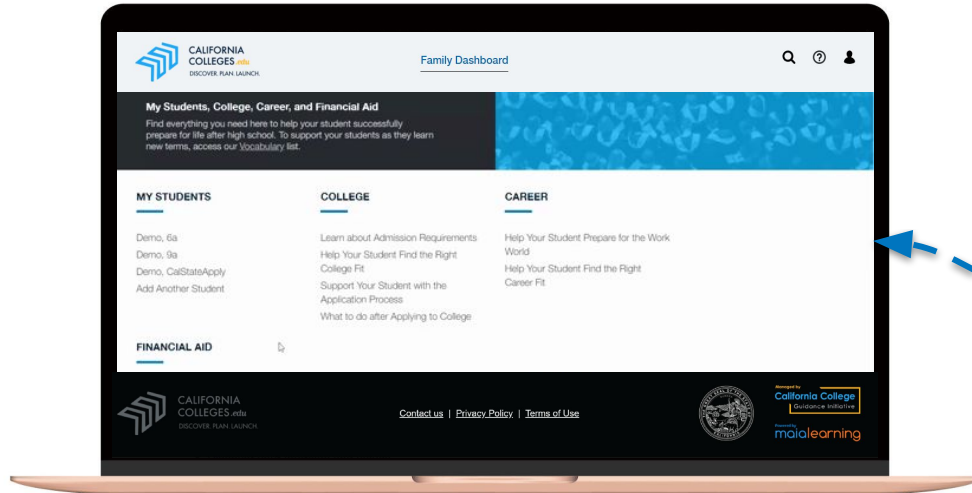 CALIFORNIA
COLLEGES.edu
DISCOVER. PLAN. LAUNCH.
Family Dashboard
My Students, College, Career, and Financial Aid
Find everything you need here to help your student successfully
prepare for life after high school. To support your students as they learn
new terms, access our Vocabulary list.
MY STUDENTS
Demo, 6a
Demo, 9a
Demo, CalStateApply
Add Another Student
COLLEGE
Learn about Admission Requirements
Help Your Student Find the Right
College Fit
Support Your Student with the
Application Process
What to do after Applying to College
CAREER
Help Your Student Prepare for the Work
World
Help Your Student Find the Right
Career Fit
FINANCIAL AID
CALIFORNIA
COLLEGES.edu
DISCOVER. PLAN. LAUNCH.
Contact us | Privacy Policy | Terms of Use
Managed by
California College
Guidance Initiative
Powered by
maialearning